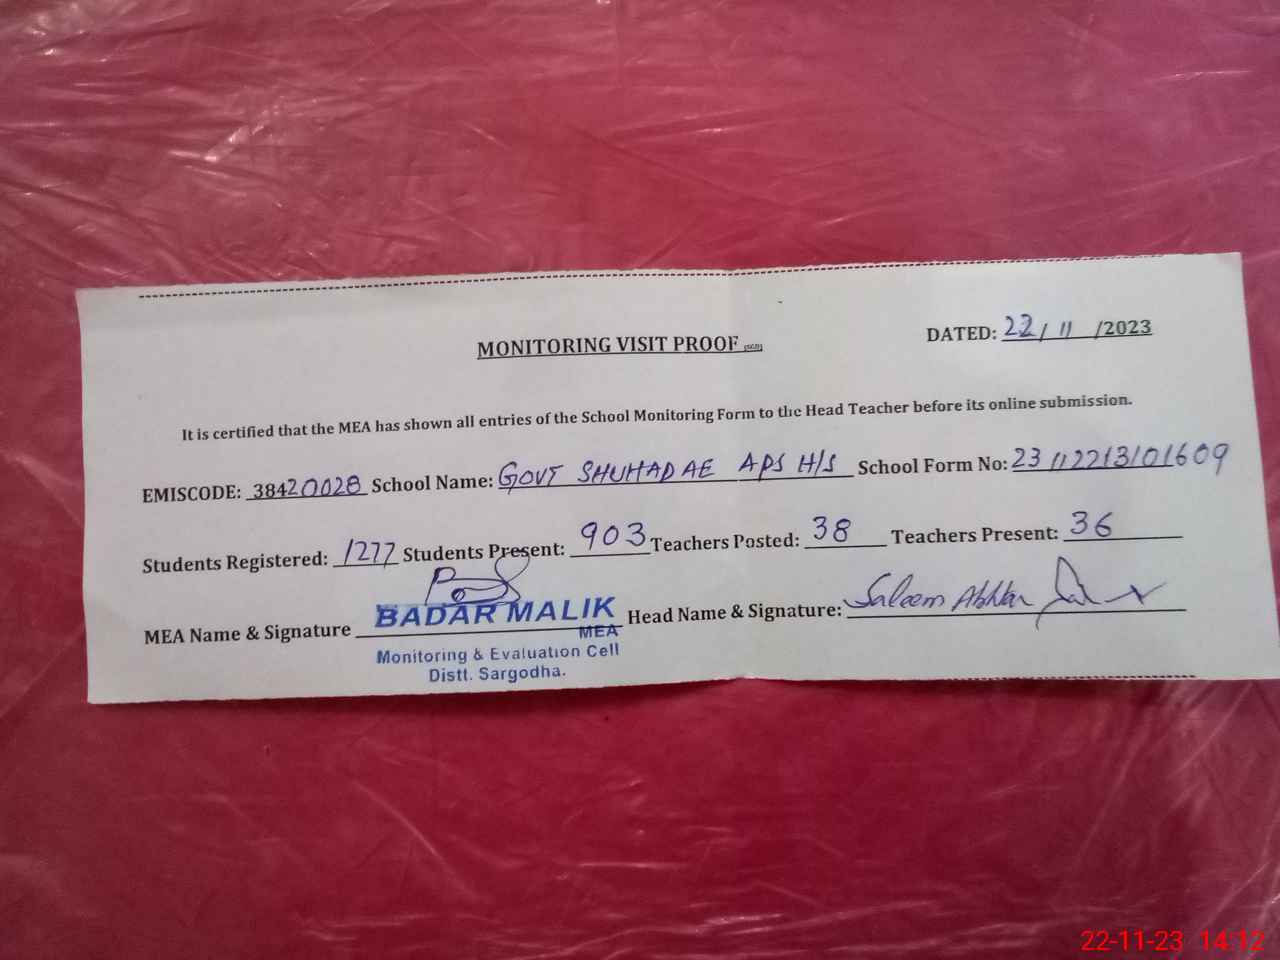 MONITORING VISIT PROOF
DATED: 22/11/2023
It is certified that the MEA has shown all entries of the School Monitoring Form to the Head Teacher before its online submission.
EMISCODE: 38420028 School Name: GOVT SHUHADAE APS H/S School Form No: 23112213101609
Students Registered: 1277 Students Present: 903 Teachers Posted: 38 Teachers Present: 36
MEA Name & Signature BADAR MALIK Head Name & Signature: Saleem Akhtar
MEA
Monitoring & Evaluation Cell
Distt. Sargodha.
22-11-23 14:12